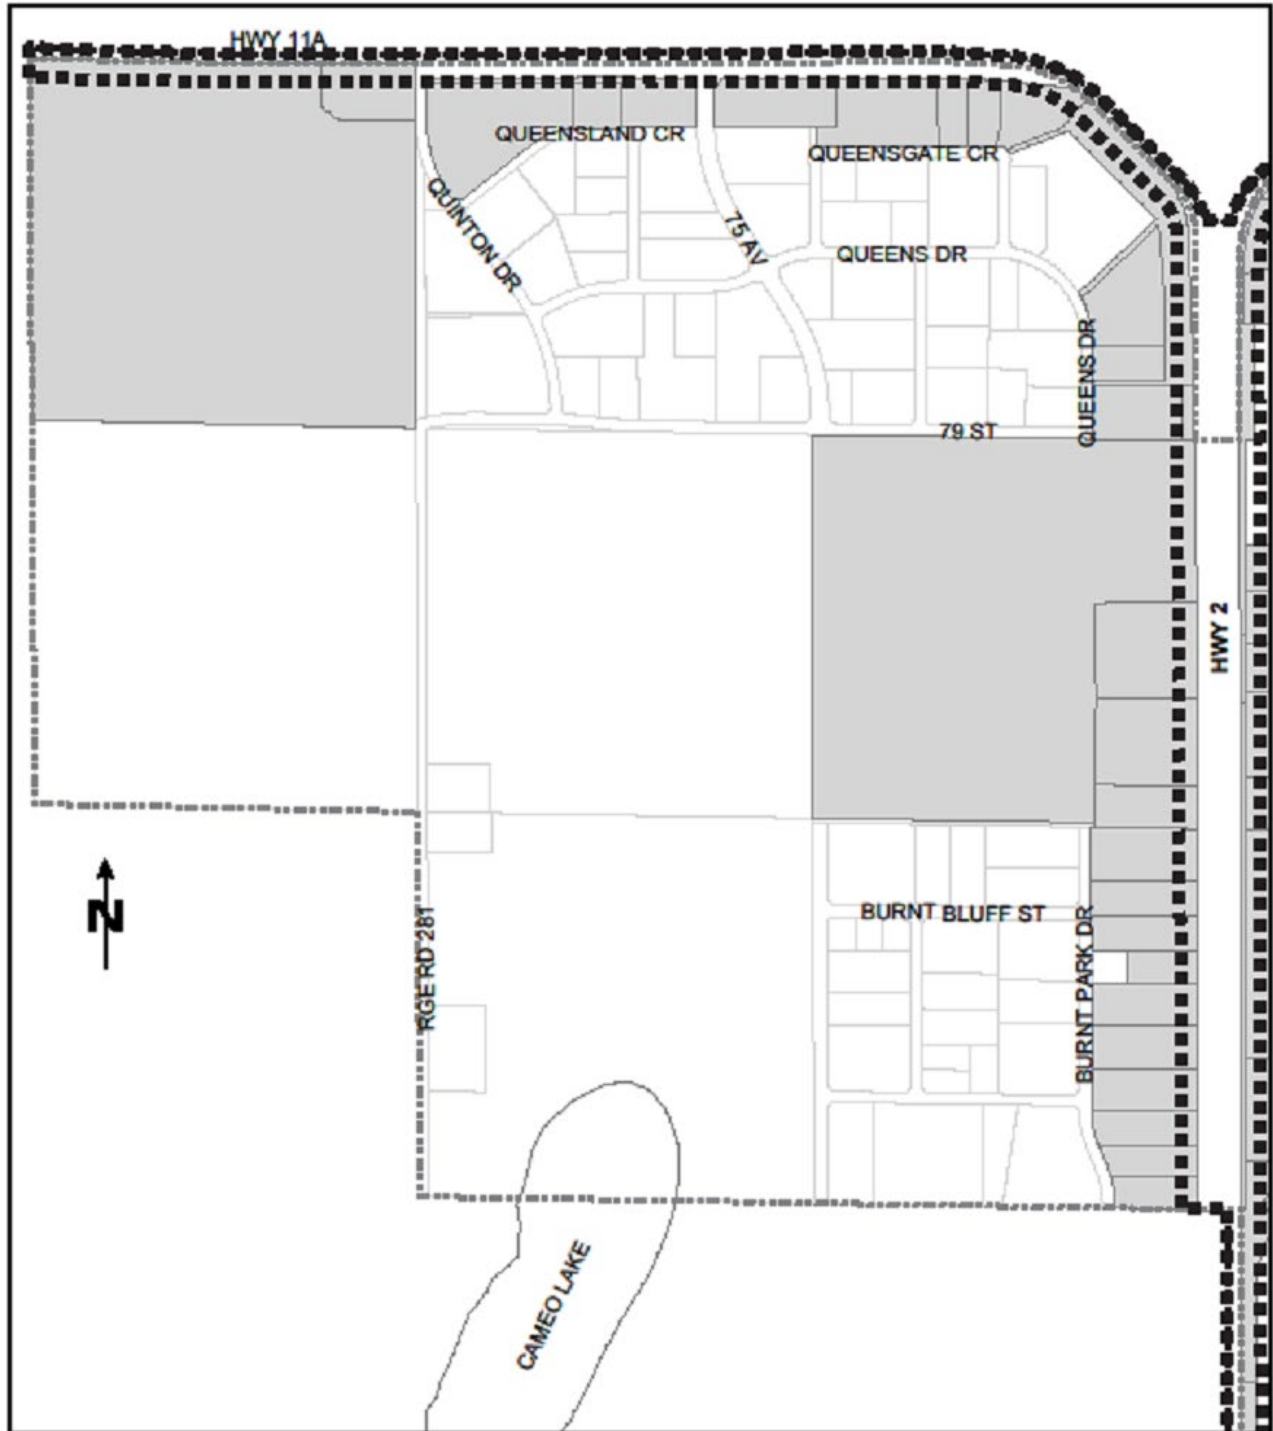 HWY 11A
QUEENSLAND CR
QUEENSGATE CR
QUINTON DR
75 AV
QUEENS DR
QUEENS DR
79 ST
HWY 2
N
BURNT BLUFF ST
RGE RD 281
BURNT PARK DR
CAMEO LAKE